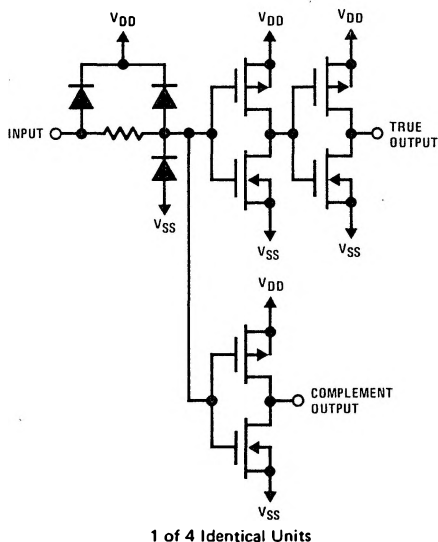 VDD
VDD
VDD
INPUT
TRUE
OUTPUT
VSS
VSS
VSS
VDD
COMPLEMENT
OUTPUT
VSS
1 of 4 Identical Units